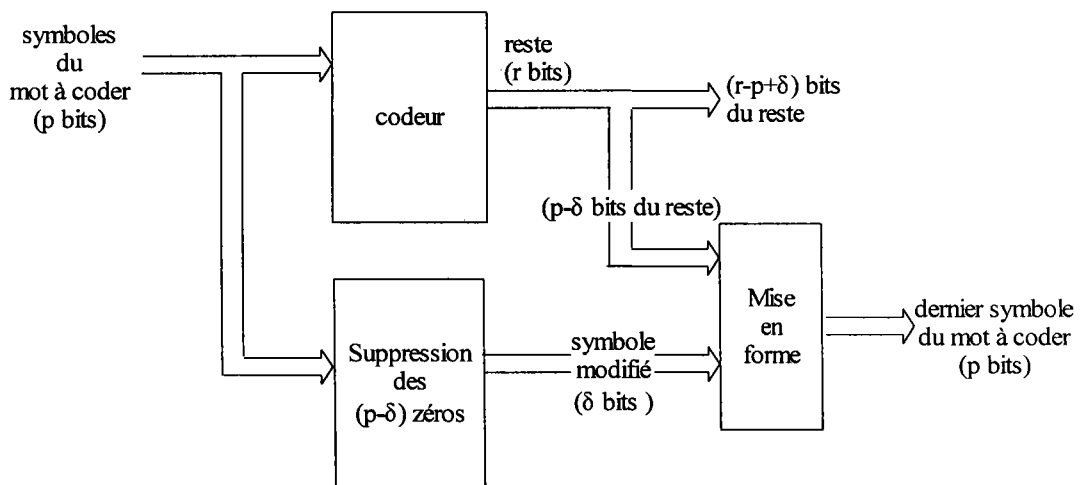 symboles
du
mot à coder
(p bits)
codeur
reste
(r bits)
(r-p+δ) bits
du reste
(p-δ bits du reste)
Suppression
des
(p-δ) zéros
symbole
modifié
(δ bits )
Mise
en
forme
dernier symbole
du mot à coder
(p bits)